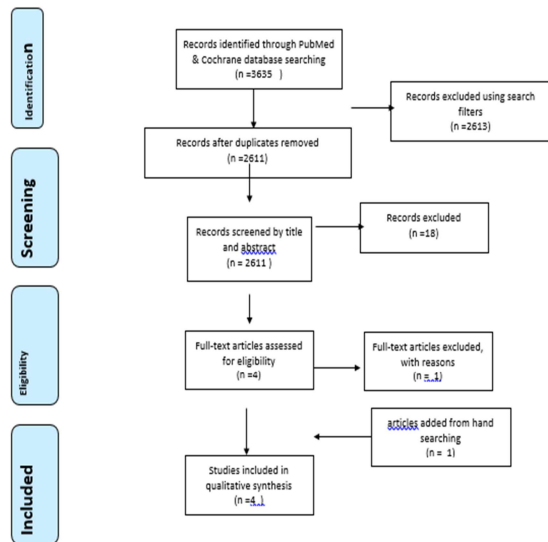 Identification
Records identified through PubMed
& Cochrane database searching
(n =3635 )
Records excluded using search
filters
(n =2613)
Records after duplicates removed
(n =2611)
Screening
Records screened by title
and abstract
(n = 2611 )
Records excluded
(n =18)
Eligibility
Full-text articles assessed
for eligibility
(n =4)
Full-text articles excluded,
with reasons
(n = 1)
articles added from hand
searching
(n = 1)
Included
Studies included in
qualitative synthesis
(n =4 )